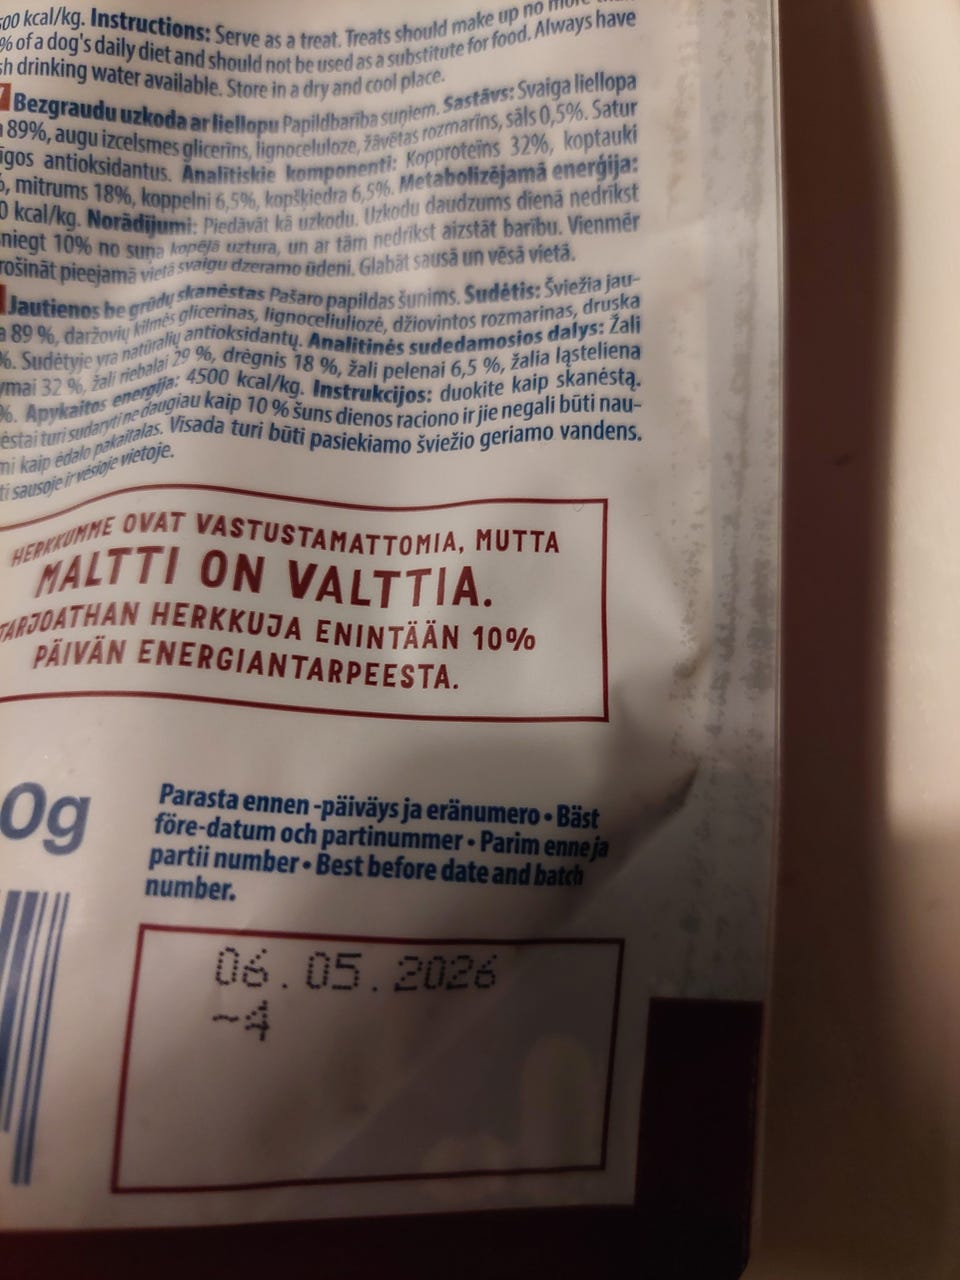 500 kcal/kg. Instructions: Serve as a treat. Treats should make up no more than
% of a dog's daily diet and should not be used as a substitute for food. Always have
sh drinking water available. Store in a dry and cool place.
Bezgraudu uzkoda ar liellopu Papildbarība suņiem. Sastāvs: Svaiga liellopa
89%, augu izcelsmes glicerīns, lignoceluloze, žāvētas rozmarīns, sāls 0,5%. Satur
īgos antioksidantus. Analītiskie komponenti: Kopproteīns 32%, koptauki
%, mitrums 18%, koppelni 6,5%, kopšķiedra 6,5%. Metabolizējamā enerģija:
0 kcal/kg. Norādījumi: Piedāvāt kā uzkodu. Uzkodu daudzums dienā nedrīkst
niegt 10% no suņa kopējā uztura, un ar tām nedrīkst aizstāt barību. Vienmēr
rošināt pieejamā vietā svaigu dzeramo ūdeni. Glabāt sausā un vēsā vietā.
Jautienos be grūdų skanėstas Pašaro papildas šunims. Sudėtis: Šviežia jau-
a 89 %, daržovių kilmės glicerinas, lignoceliuliozė, džiovintos rozmarinas, druska
%. Sudėtyje yra natūralių antioksidantų. Analitinės sudedamosios dalys: Žali
ymai 32 %, žali riebalai 29 %, drėgnis 18 %, žali pelenai 6,5 %, žalia ląsteliena
%. Apykaitos energija: 4500 kcal/kg. Instrukcijos: duokite kaip skanėstą.
ėstai turi sudaryti ne daugiau kaip 10 % šuns dienos raciono ir jie negali būti nau-
mi kaip ėdalo pakaitalas. Visada turi būti pasiekiamo šviežio geriamo vandens.
ti sausoje ir vėsioje vietoje.
HERKKUMME OVAT VASTUSTAMATTOMIA, MUTTA
MALTTI ON VALTTIA.
TARJOATHAN HERKKUJA ENINTÄÄN 10%
PÄIVÄN ENERGIANTARPEESTA.
0g
Parasta ennen -päiväys ja eränumero • Bäst
före-datum och partinummer • Parim enne ja
partii number • Best before date and batch
number.
06.05.2026
~4